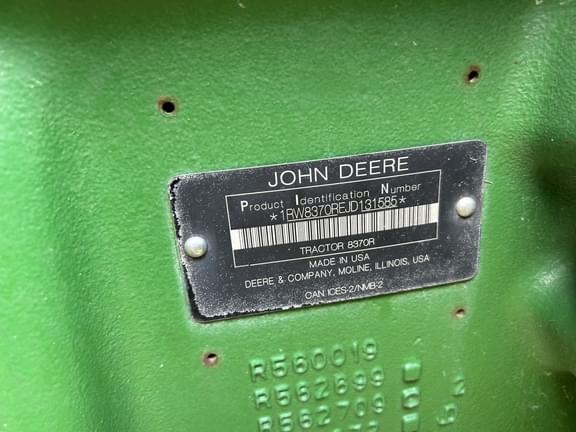 JOHN DEERE
Product Identification Number
*1RW8370REJD131585*
TRACTOR 8370R
MADE IN USA
DEERE & COMPANY, MOLINE, ILLINOIS, USA
CAN ICES-2/NMB-2
R560019
R562699
R562709